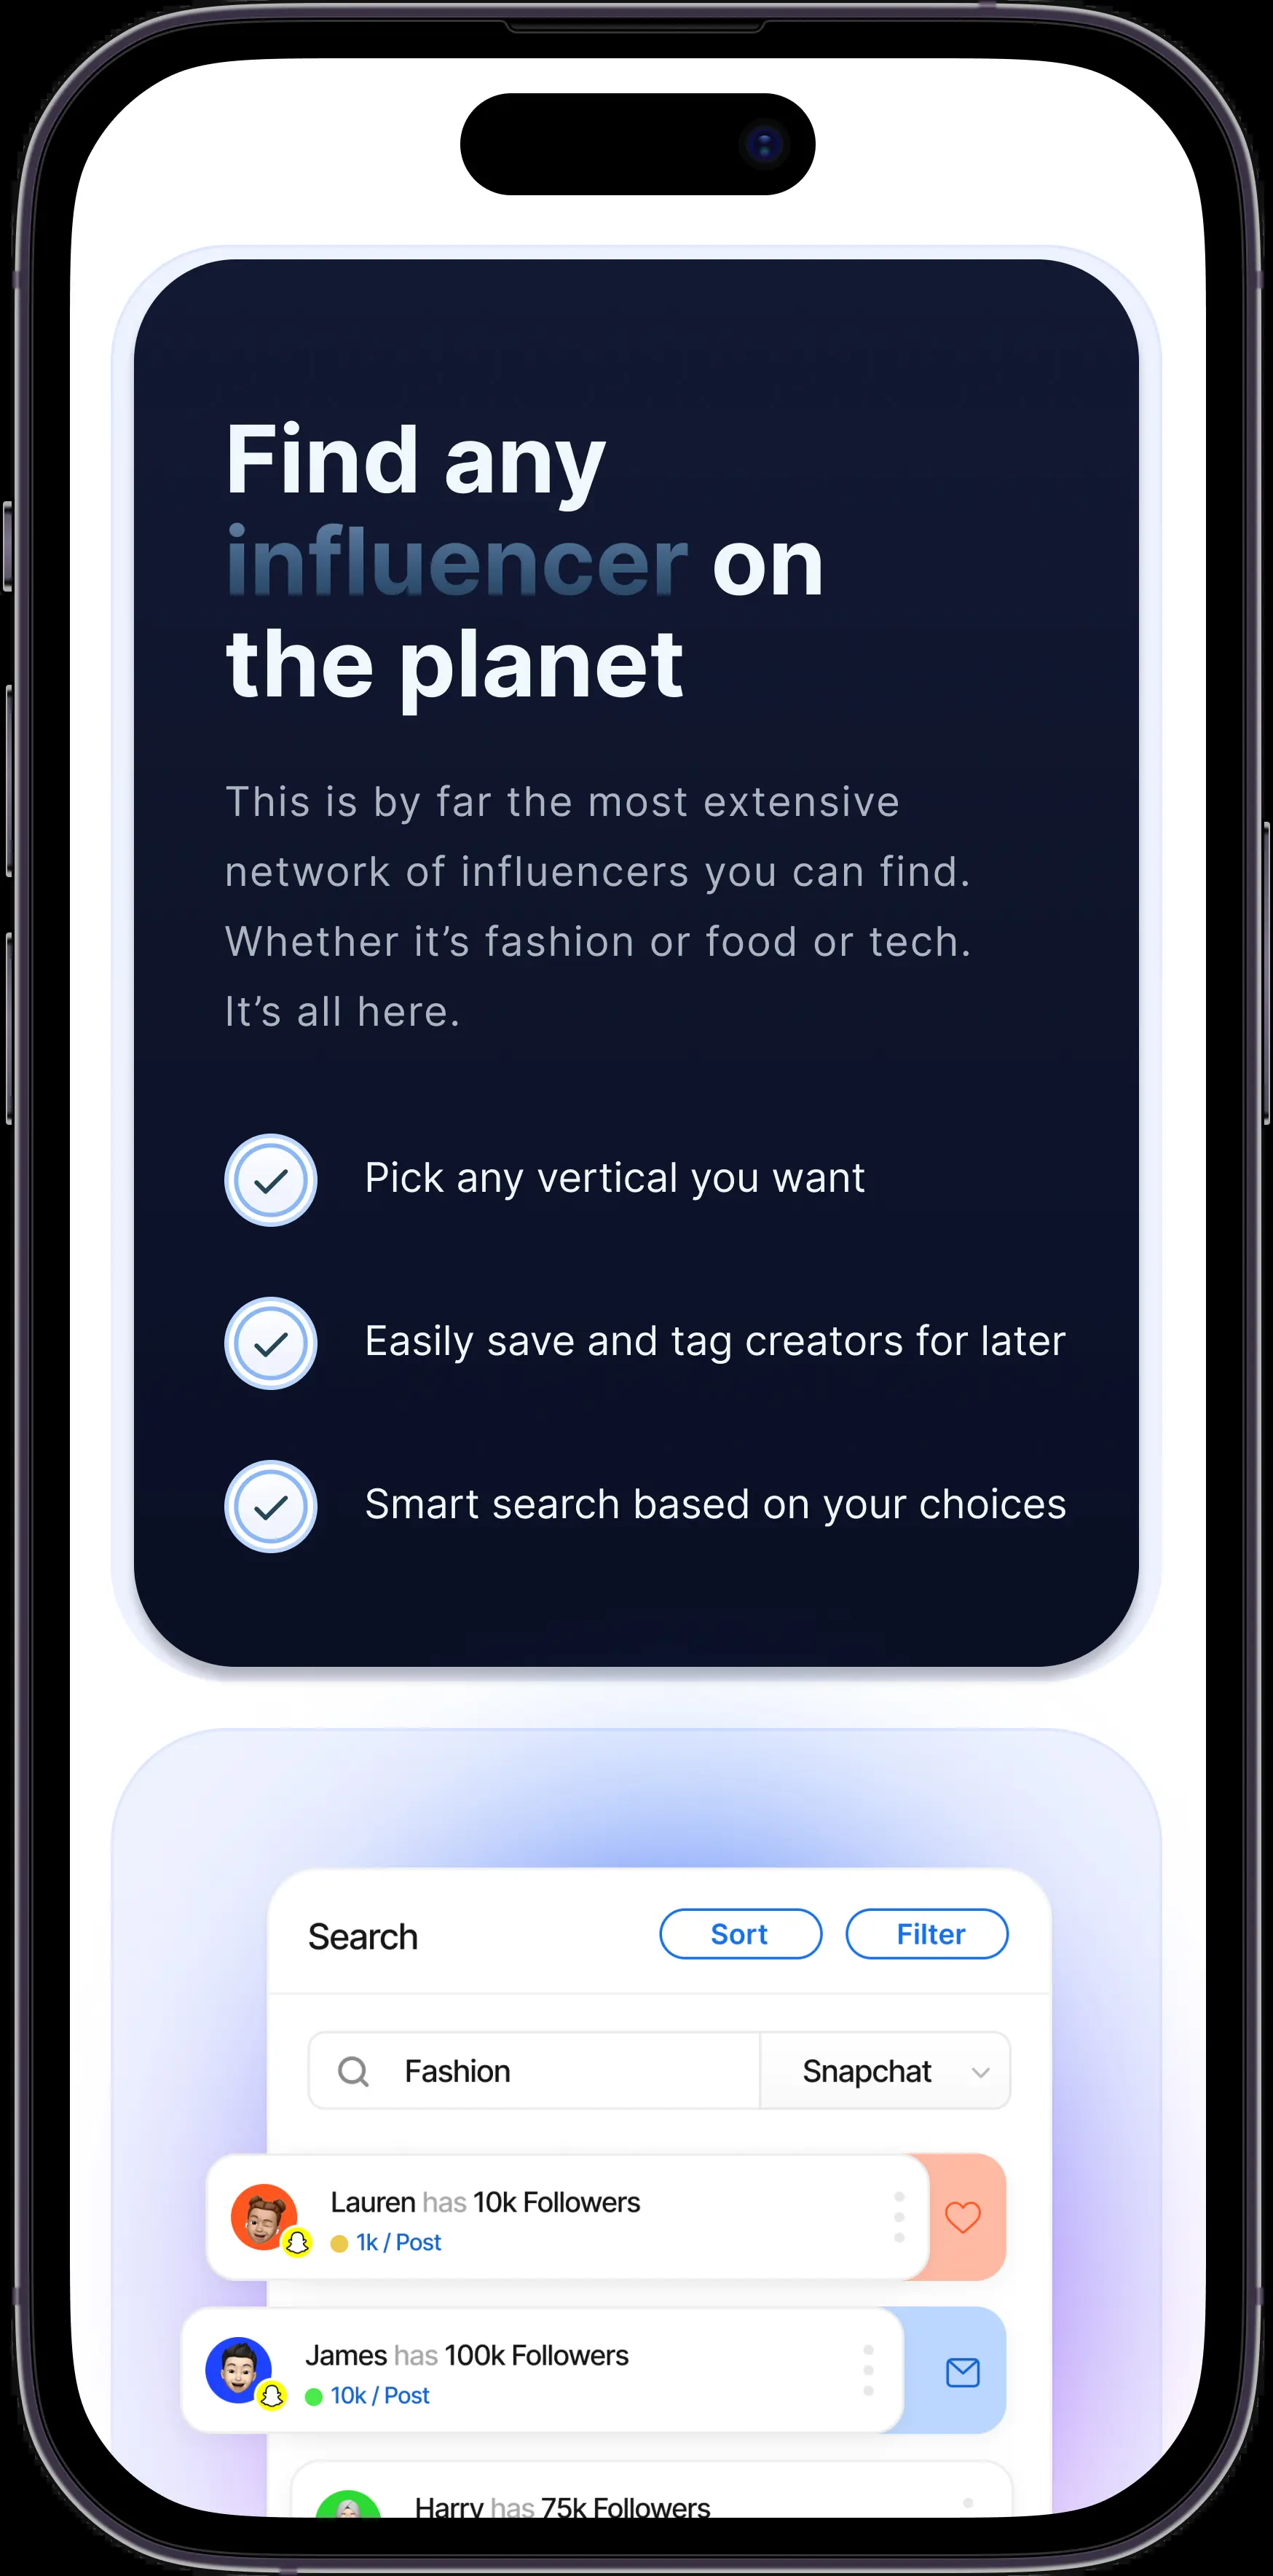 Find any
influencer on
the planet
This is by far the most extensive
network of influencers you can find.
Whether it’s fashion or food or tech.
It’s all here.
Pick any vertical you want
Easily save and tag creators for later
Smart search based on your choices
Search
Sort
Filter
Fashion
Snapchat
Lauren has 10k Followers
1k / Post
James has 100k Followers
10k / Post
Harry has 75k Followers